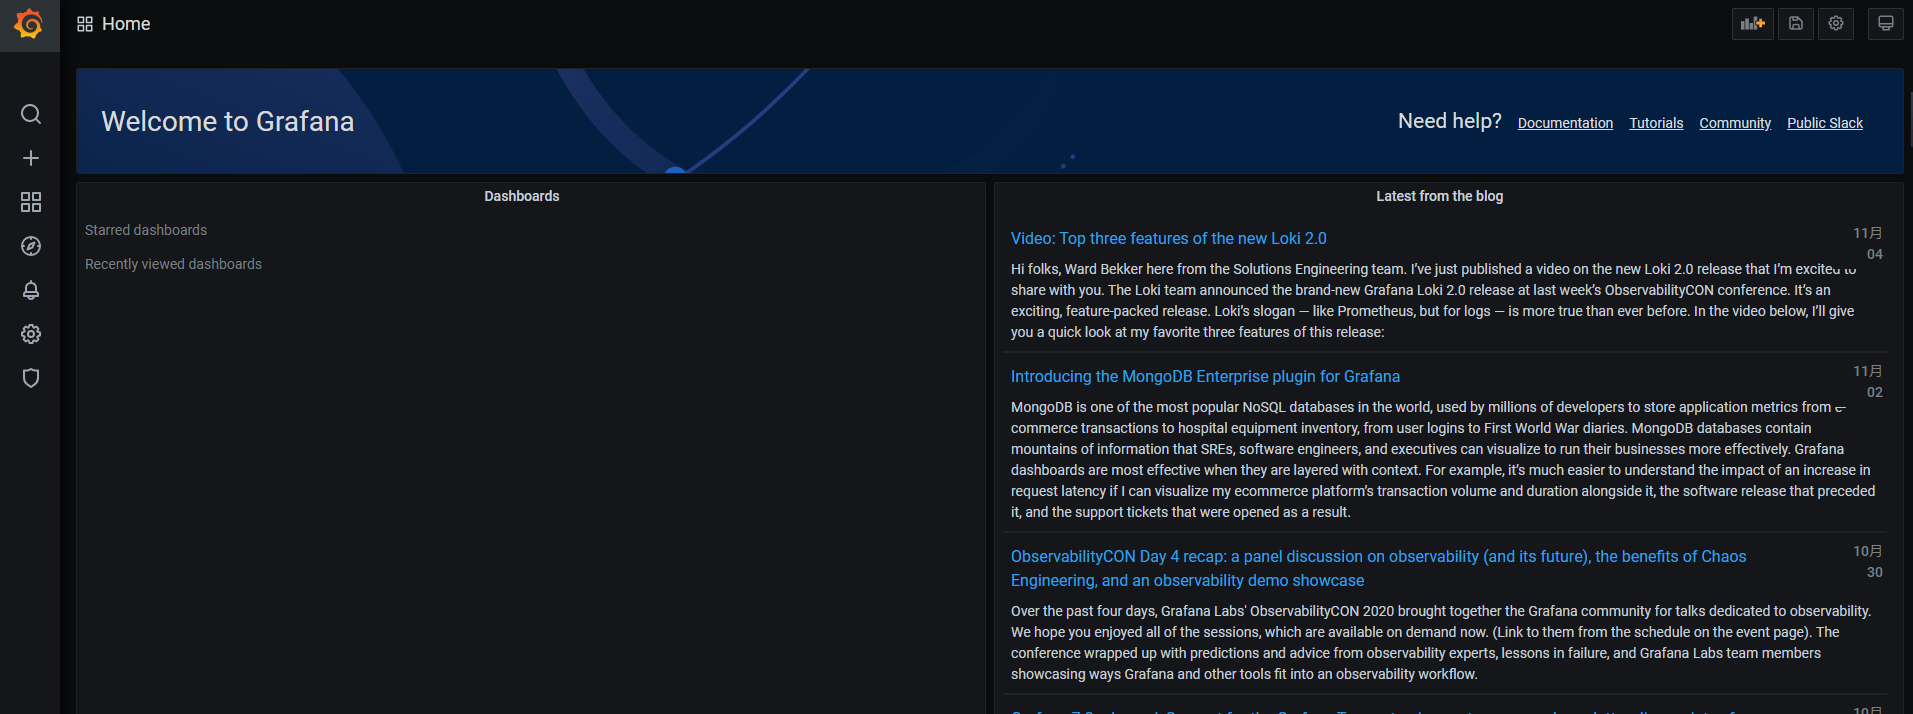 Home
Welcome to Grafana
Need help? Documentation Tutorials Community Public Slack
Dashboards
Starred dashboards
Recently viewed dashboards
Latest from the blog
Video: Top three features of the new Loki 2.0
11月
04
Hi folks, Ward Bekker here from the Solutions Engineering team. I’ve just published a video on the new Loki 2.0 release that I’m excited to
share with you. The Loki team announced the brand-new Grafana Loki 2.0 release at last week’s ObservabilityCON conference. It’s an
exciting, feature-packed release. Loki’s slogan — like Prometheus, but for logs — is more true than ever before. In the video below, I’ll give
you a quick look at my favorite three features of this release:
Introducing the MongoDB Enterprise plugin for Grafana
11月
02
MongoDB is one of the most popular NoSQL databases in the world, used by millions of developers to store application metrics from e-
commerce transactions to hospital equipment inventory, from user logins to First World War diaries. MongoDB databases contain
mountains of information that SREs, software engineers, and executives can visualize to run their businesses more effectively. Grafana
dashboards are most effective when they are layered with context. For example, it’s much easier to understand the impact of an increase in
request latency if I can visualize my ecommerce platform’s transaction volume and duration alongside it, the software release that preceded
it, and the support tickets that were opened as a result.
ObservabilityCON Day 4 recap: a panel discussion on observability (and its future), the benefits of Chaos
Engineering, and an observability demo showcase
10月
30
Over the past four days, Grafana Labs' ObservabilityCON 2020 brought together the Grafana community for talks dedicated to observability.
We hope you enjoyed all of the sessions, which are available on demand now. (Link to them from the schedule on the event page). The
conference wrapped up with predictions and advice from observability experts, lessons in failure, and Grafana Labs team members
showcasing ways Grafana and other tools fit into an observability workflow.
10月